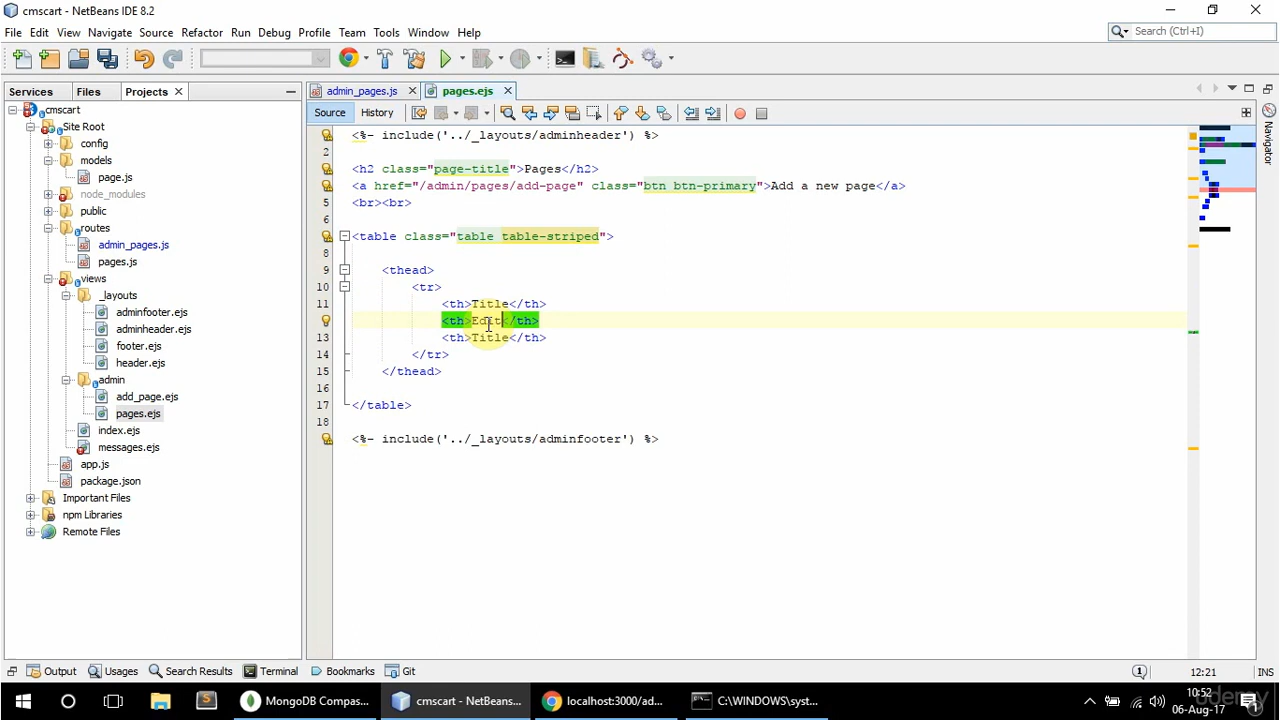 cmscart - NetBeans IDE 8.2
File Edit View Navigate Source Refactor Run Debug Profile Team Tools Window Help
Search (Ctrl+I)
Services Files Projects
admin_pages.js pages.ejs
Source History
cmscart
Site Root
config
models
page.js
node_modules
public
routes
admin_pages.js
pages.js
views
_layouts
adminfooter.ejs
adminheader.ejs
footer.ejs
header.ejs
admin
add_page.ejs
pages.ejs
index.ejs
messages.ejs
app.js
package.json
Important Files
npm Libraries
Remote Files
<%- include('../_layouts/adminheader') %>
2
<h2 class="page-title">Pages</h2>
<a href="/admin/pages/add-page" class="btn btn-primary">Add a new page</a>
5 <br><br>
6
<table class="table table-striped">
8
9 <thead>
10 <tr>
11 <th>Title</th>
<th>Edit</th>
13 <th>Title</th>
14 </tr>
15 </thead>
16
17 </table>
18
<%- include('../_layouts/adminfooter') %>
Navigator
Output Usages Search Results Terminal Bookmarks Git
1 12:21 INS
MongoDB Compas... cmscart - NetBeans... localhost:3000/ad... C:\WINDOWS\syst...
10:52
06-Aug-17
udemy